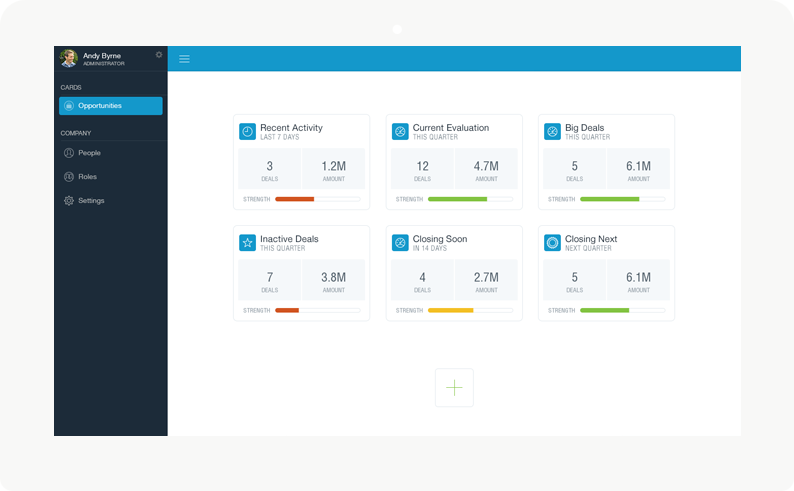 Andy Byrne
ADMINISTRATOR
CARDS
Opportunities
COMPANY
People
Roles
Settings
Recent Activity
LAST 7 DAYS
3 1.2M
DEALS AMOUNT
STRENGTH
Current Evaluation
THIS QUARTER
12 4.7M
DEALS AMOUNT
STRENGTH
Big Deals
THIS QUARTER
5 6.1M
DEALS AMOUNT
STRENGTH
Inactive Deals
THIS QUARTER
7 3.8M
DEALS AMOUNT
STRENGTH
Closing Soon
IN 14 DAYS
4 2.7M
DEALS AMOUNT
STRENGTH
Closing Next
NEXT QUARTER
5 6.1M
DEALS AMOUNT
STRENGTH